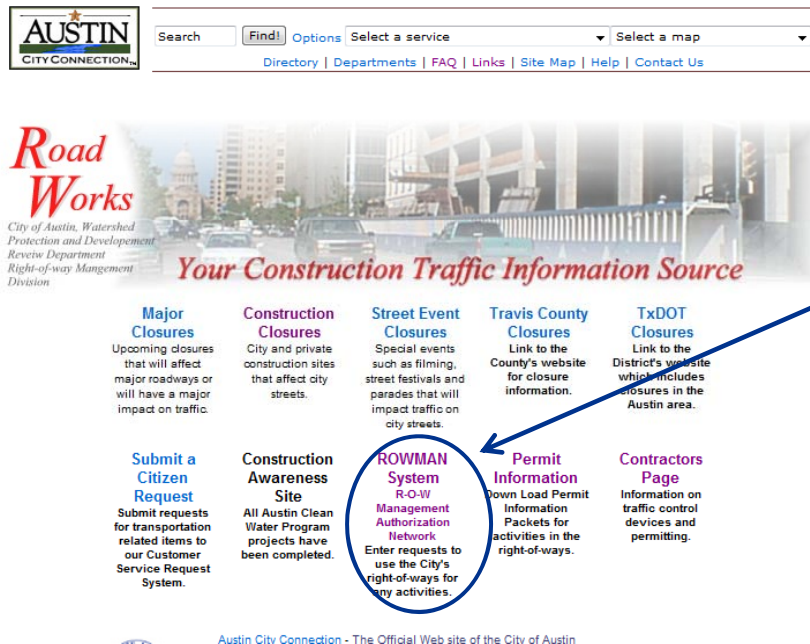 AUSTIN
CITY CONNECTION TM
Search Find! Options Select a service Select a map
Directory | Departments | FAQ | Links | Site Map | Help | Contact Us
Road
Works
City of Austin, Watershed
Protection and Developement
Reveiw Department
Right-of-way Mangement
Division
Your Construction Traffic Information Source
Major
Closures
Upcoming closures
that will affect
major roadways or
will have a major
impact on traffic.
Construction
Closures
City and private
construction sites
that affect city
streets.
Street Event
Closures
Special events
such as filming,
street festivals and
parades that will
impact traffic on
city streets.
Travis County
Closures
Link to the
County's website
for closure
information.
TxDOT
Closures
Link to the
District's website
which includes
closures in the
Austin area.
Submit a
Citizen
Request
Submit requests
for transportation
related items to
our Customer
Service Request
System.
Construction
Awareness
Site
All Austin Clean
Water Program
projects have
been completed.
ROWMAN
System
R-O-W
Management
Authorization
Network
Enter requests to
use the City's
right-of-ways for
any activities.
Permit
Information
Down Load Permit
Information
Packets for
activities in the
right-of-ways.
Contractors
Page
Information on
traffic control
devices and
permitting.
Austin City Connection - The Official Web site of the City of Austin